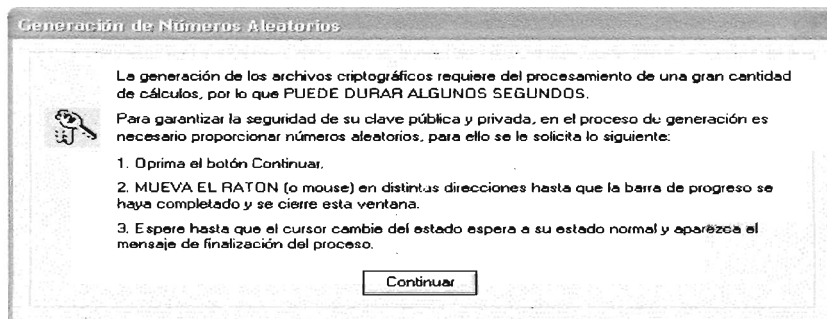 Generación de Números Aleatorios
La generación de los archivos criptográficos requiere del procesamiento de una gran cantidad
de cálculos, por lo que PUEDE DURAR ALGUNOS SEGUNDOS.
Para garantizar la seguridad de su clave pública y privada, en el proceso de generación es
necesario proporcionar números aleatorios, para ello se le solicita lo siguiente:
1. Oprima el botón Continuar.
2. MUEVA EL RATON (o mouse) en distintas direcciones hasta que la barra de progreso se
haya completado y se cierre esta ventana.
3. Espere hasta que el cursor cambie del estado espera a su estado normal y aparezca el
mensaje de finalización del proceso.
Continuar